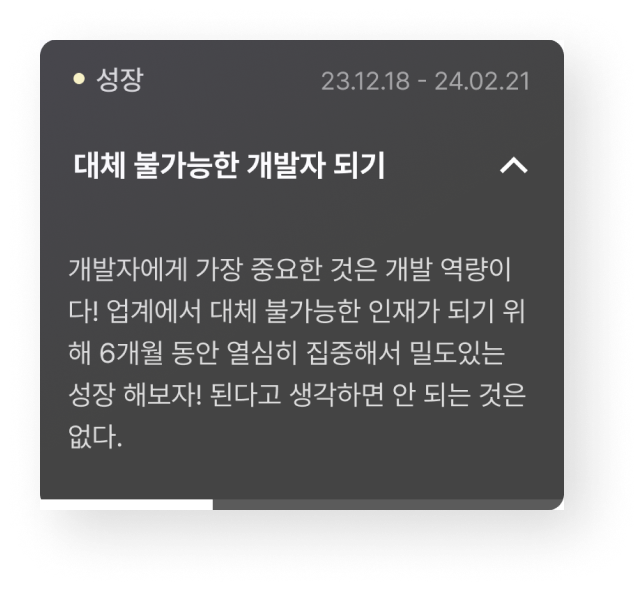 성장
23.12.18 - 24.02.21
대체 불가능한 개발자 되기
개발자에게 가장 중요한 것은 개발 역량이
다! 업계에서 대체 불가능한 인재가 되기 위
해 6개월 동안 열심히 집중해서 밀도있는
성장 해보자! 된다고 생각하면 안 되는 것은
없다.